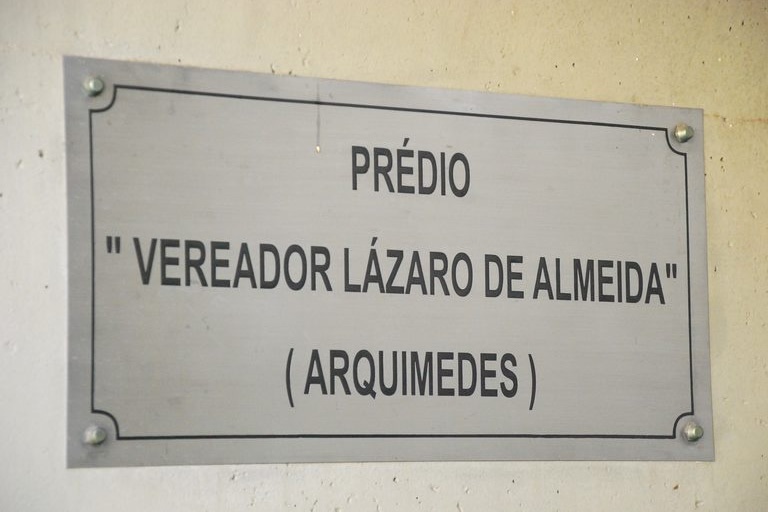 PRÉDIO
" VEREADOR LÁZARO DE ALMEIDA"
( ARQUIMEDES )